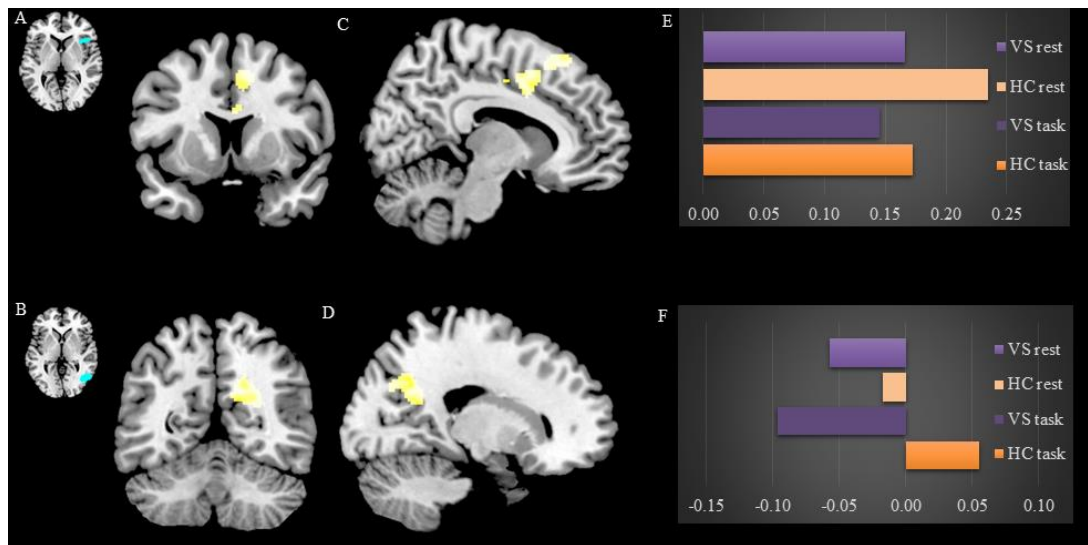 A
C
E
VS rest
HC rest
VS task
HC task
0.00 0.05 0.10 0.15 0.20 0.25
B
D
F
VS rest
HC rest
VS task
HC task
-0.15 -0.10 -0.05 0.00 0.05 0.10